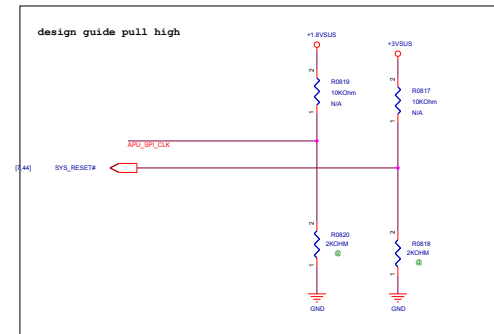 design guide pull high
+1.8VSUS
+3VSUS
2
R0819
10KOhm
N/A
1
2
R0817
10KOhm
N/A
1
APU_SPI_CLK
SYS_RESET#
2
R0820
2KOHM
@
1
2
R0818
2KOHM
@
1
GND
GND